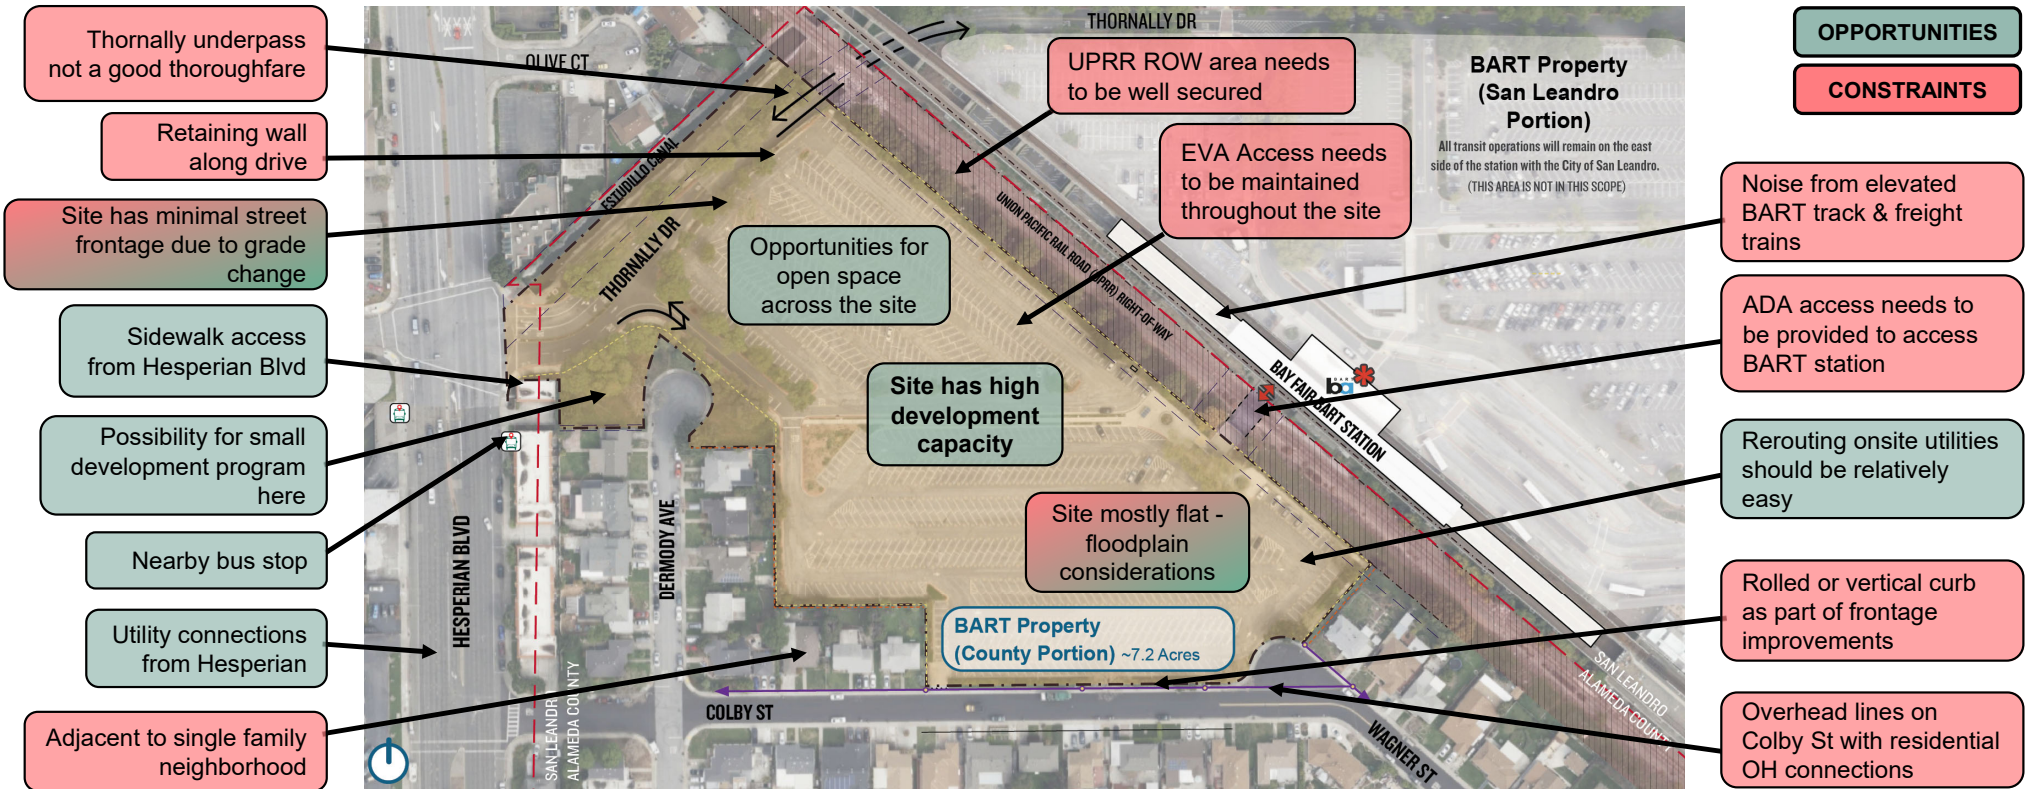 Thornally underpass
not a good thoroughfare
Retaining wall
along drive
Site has minimal street
frontage due to grade
change
Sidewalk access
from Hesperian Blvd
Possibility for small
development program
here
Nearby bus stop
Utility connections
from Hesperian
Adjacent to single family
neighborhood
THORNALLY DR
OLIVE CT
UPRR ROW area needs
to be well secured
EVA Access needs
to be maintained
throughout the site
BART Property
(San Leandro
Portion)
All transit operations will remain on the east
side of the station with the City of San Leandro.
(THIS AREA IS NOT IN THIS SCOPE)
ESTUDILLO CANAL
THORNALLY DR
Opportunities for
open space
across the site
UNION PACIFIC RAIL ROAD (UPRR) RIGHT-OF-WAY
Site has high
development
capacity
BART
ba
BAY FAIR BART STATION
Site mostly flat -
floodplain
considerations
HESPERIAN BLVD
DERMODY AVE
BART Property
(County Portion) ~7.2 Acres
SAN LEANDRO
ALAMEDA COUNTY
COLBY ST
WAGNER ST
SAN LEANDRO
ALAMEDA COUNTY
OPPORTUNITIES
CONSTRAINTS
Noise from elevated
BART track & freight
trains
ADA access needs to
be provided to access
BART station
Rerouting onsite utilities
should be relatively
easy
Rolled or vertical curb
as part of frontage
improvements
Overhead lines on
Colby St with residential
OH connections